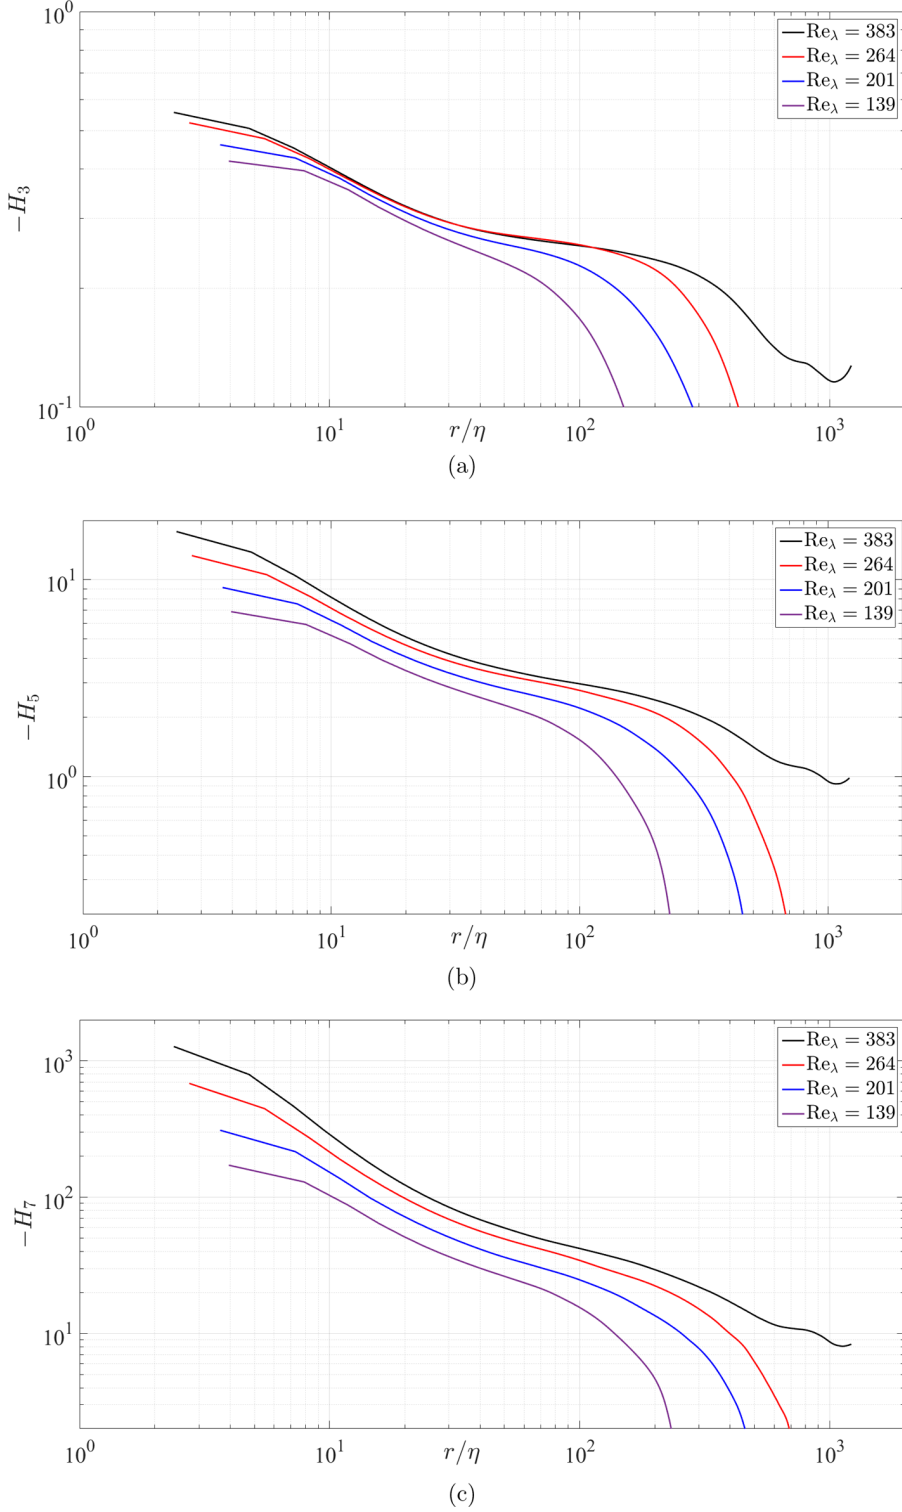 10^0
Re_λ = 383
Re_λ = 264
Re_λ = 201
Re_λ = 139
−H_3
10^-1
10^0 10^1 r/η 10^2 10^3
(a)
Re_λ = 383
10^1
Re_λ = 264
Re_λ = 201
Re_λ = 139
−H_5
10^0
10^0 10^1 r/η 10^2 10^3
(b)
Re_λ = 383
10^3
Re_λ = 264
Re_λ = 201
Re_λ = 139
10^2
−H_7
10^1
10^0 10^1 r/η 10^2 10^3
(c)